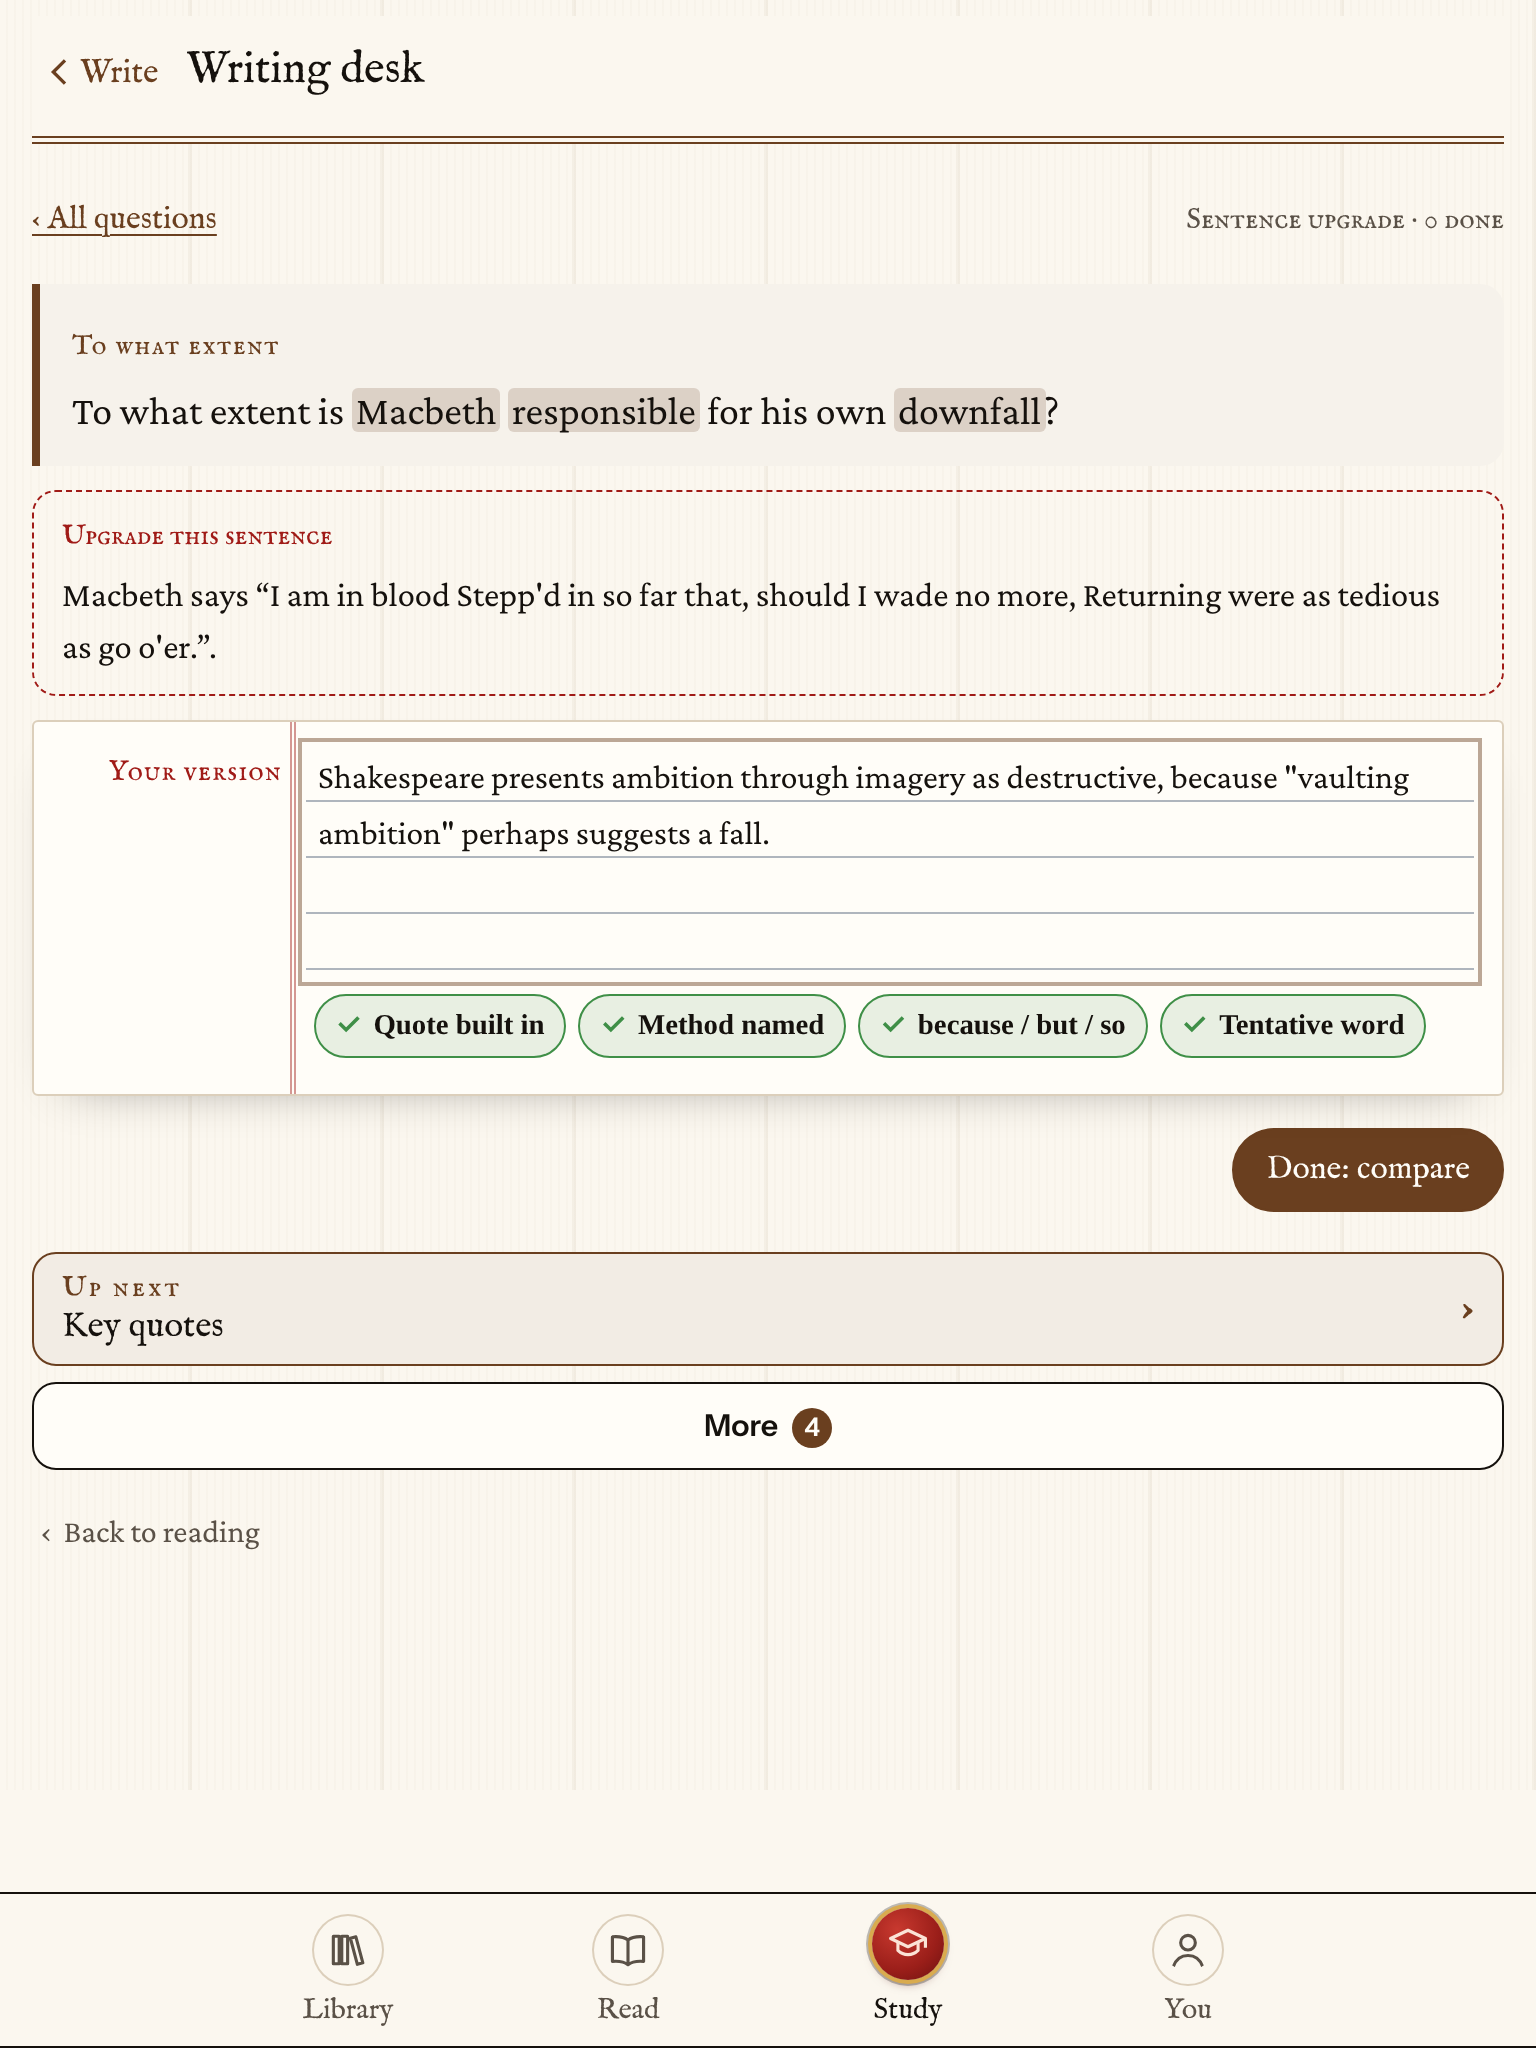 Write Writing desk
‹ All questions
Sentence upgrade · 0 done
To what extent
To what extent is Macbeth responsible for his own downfall?
Upgrade this sentence
Macbeth says “I am in blood Stepp'd in so far that, should I wade no more, Returning were as tedious
as go o'er.”.
Your version
Shakespeare presents ambition through imagery as destructive, because "vaulting
ambition" perhaps suggests a fall.
Quote built in
Method named
because / but / so
Tentative word
Done: compare
Up next
Key quotes ›
More 4
‹ Back to reading
Library
Read
Study
You